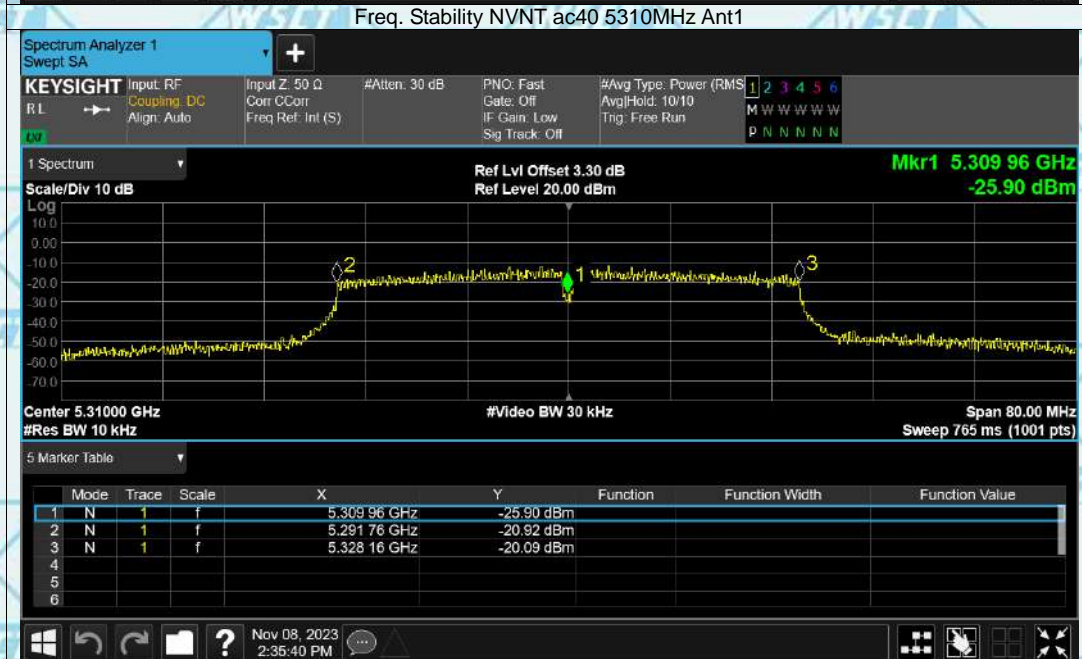 WSCT WSCT
Freq. Stability NVNT ac40 5310MHz Ant1
Spectrum Analyzer 1
Swept SA
+
KEYSIGHT Input: RF Input Z: 50 Ω #Atten: 30 dB PNO: Fast #Avg Type: Power (RMS 1 2 3 4 5 6
RL Coupling: DC Corr CCorr Gate: Off Avg|Hold: 10/10 M W W W W W
Align: Auto Freq Ref: Int (S) IF Gain: Low Trig: Free Run
LXI Sig Track: Off P N N N N N
1 Spectrum Ref Lvl Offset 3.30 dB Mkr1 5.309 96 GHz
Scale/Div 10 dB Ref Level 20.00 dBm -25.90 dBm
Log
10.0
0.00
-10.0
2 3
-20.0
1
-30.0
-40.0
-50.0
-60.0
-70.0
Center 5.31000 GHz #Video BW 30 kHz Span 80.00 MHz
#Res BW 10 kHz Sweep 765 ms (1001 pts)
5 Marker Table
Mode Trace Scale X Y Function Function Width Function Value
1 N 1 f 5.309 96 GHz -25.90 dBm
2 N 1 f 5.291 76 GHz -20.92 dBm
3 N 1 f 5.328 16 GHz -20.09 dBm
4
5
6
? Nov 08, 2023
2:35:40 PM